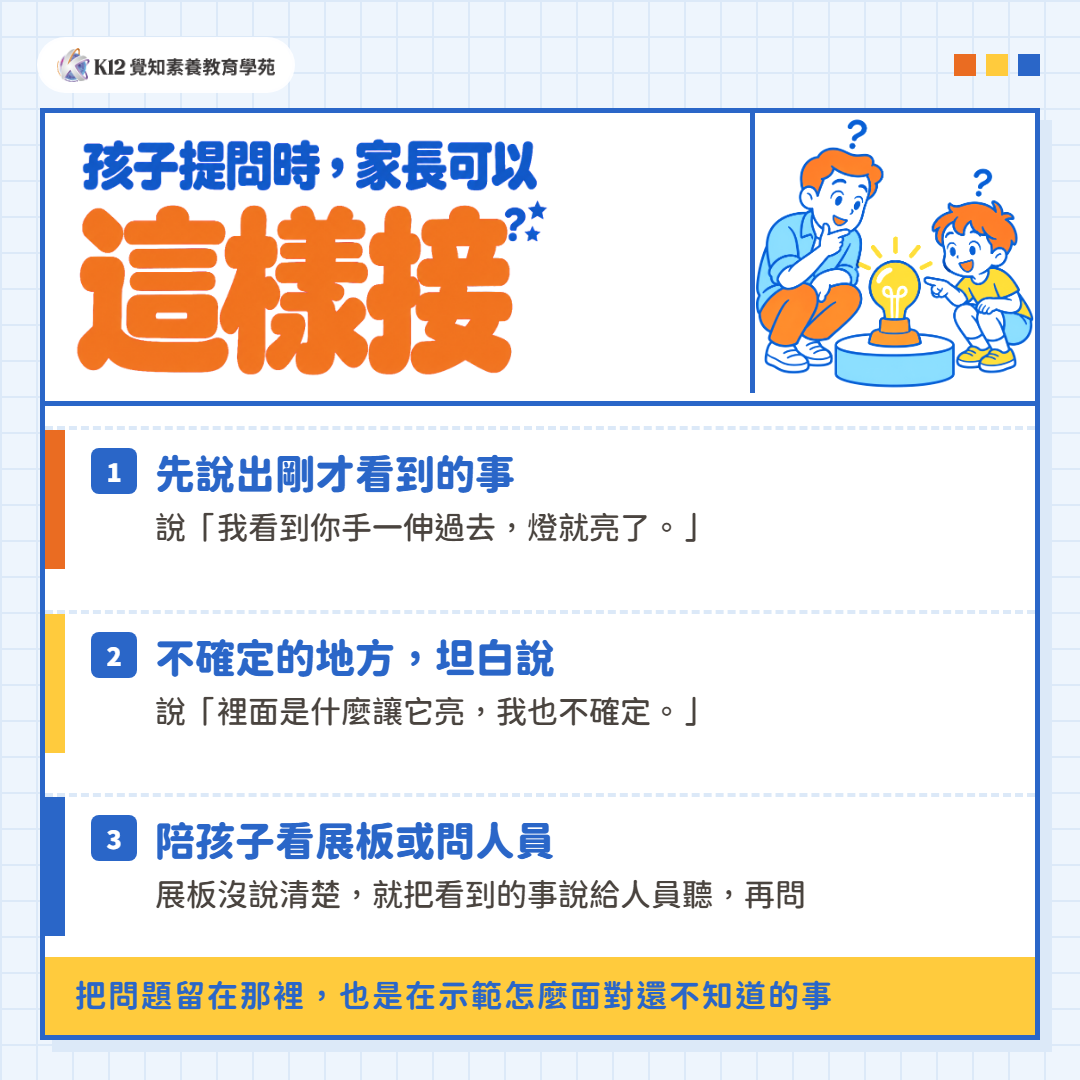 K12 覺知素養教育學苑
孩子提問時，家長可以
這樣接
?
?
?
1
先說出剛才看到的事
說「我看到你手一伸過去，燈就亮了。」
2
不確定的地方，坦白說
說「裡面是什麼讓它亮，我也不確定。」
3
陪孩子看展板或問人員
展板沒說清楚，就把看到的事說給人員聽，再問
把問題留在那裡，也是在示範怎麼面對還不知道的事